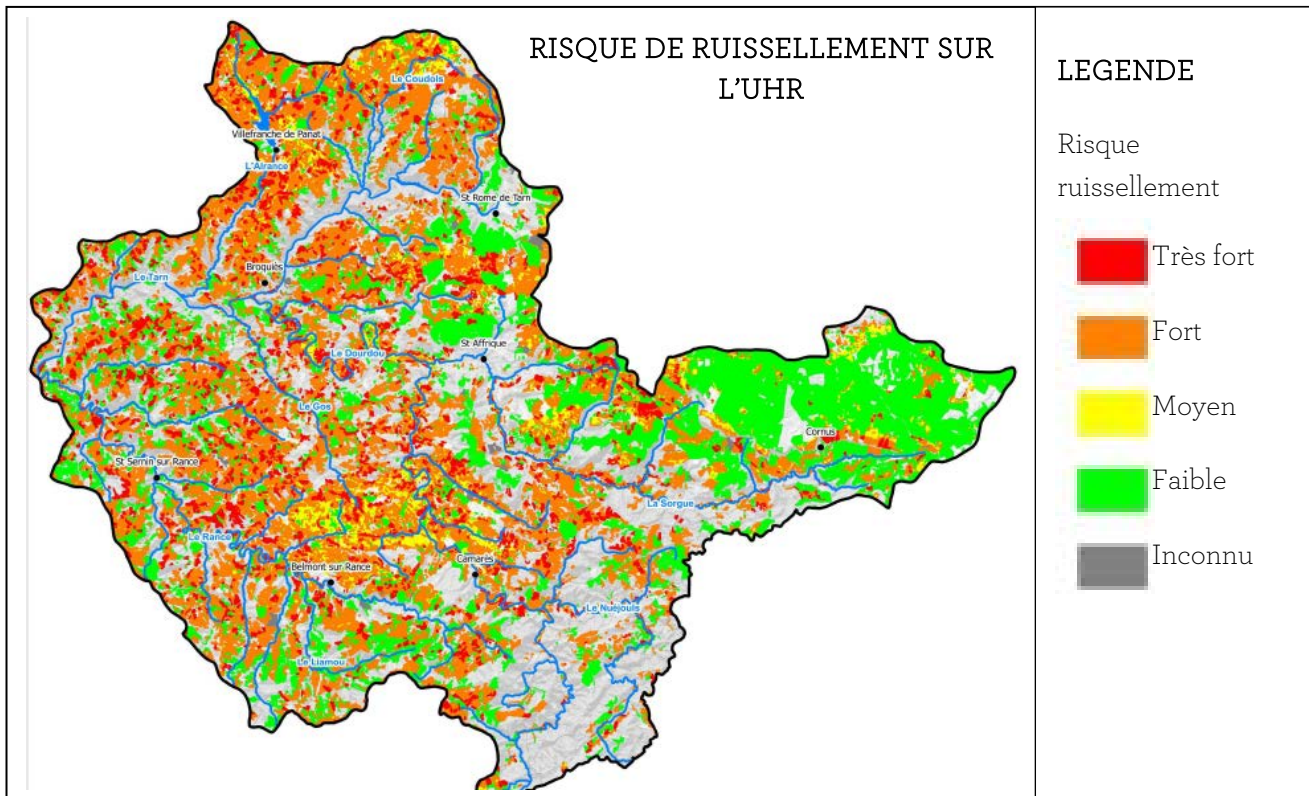 RISQUE DE RUISSELLEMENT SUR
L'UHR
Le Coudols
Villefranche de Panat
L'Alrance
St Rome de Tarn
Broquiès
Le Tarn
St Affrique
Le Dourdou
Le Gos
Cornus
St Sernin sur Rance
La Sorgue
Le Rance
Belmont sur Rance
Camarès
Le Nuéjouls
Le Liamou
LEGENDE
Risque
ruissellement
Très fort
Fort
Moyen
Faible
Inconnu